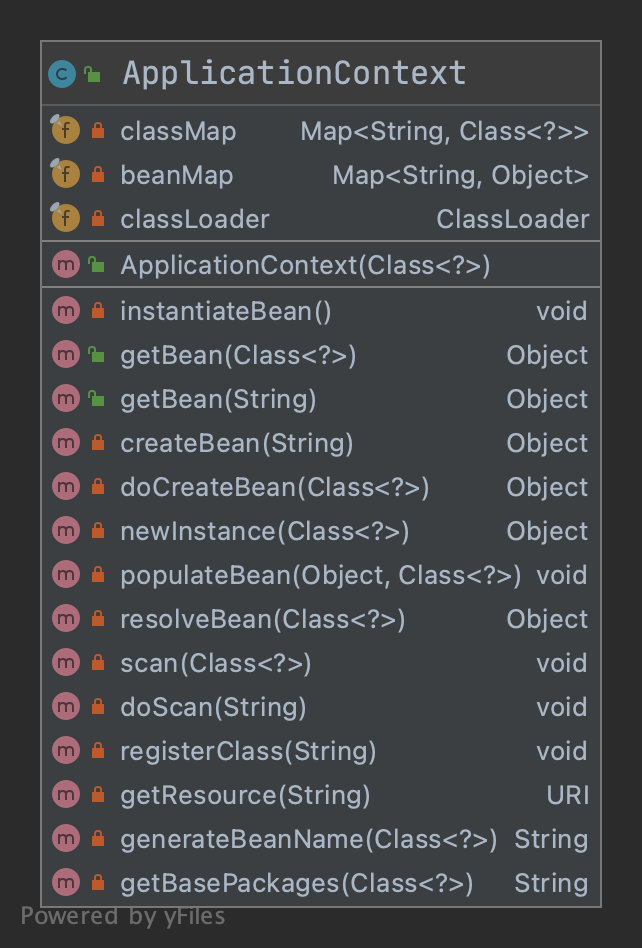 ApplicationContext
classMap Map<String, Class<?>>
beanMap Map<String, Object>
classLoader ClassLoader
ApplicationContext(Class<?>)
instantiateBean() void
getBean(Class<?>) Object
getBean(String) Object
createBean(String) Object
doCreateBean(Class<?>) Object
newInstance(Class<?>) Object
populateBean(Object, Class<?>) void
resolveBean(Class<?>) Object
scan(Class<?>) void
doScan(String) void
registerClass(String) void
getResource(String) URI
generateBeanName(Class<?>) String
getBasePackages(Class<?>) String
Powered by yFiles